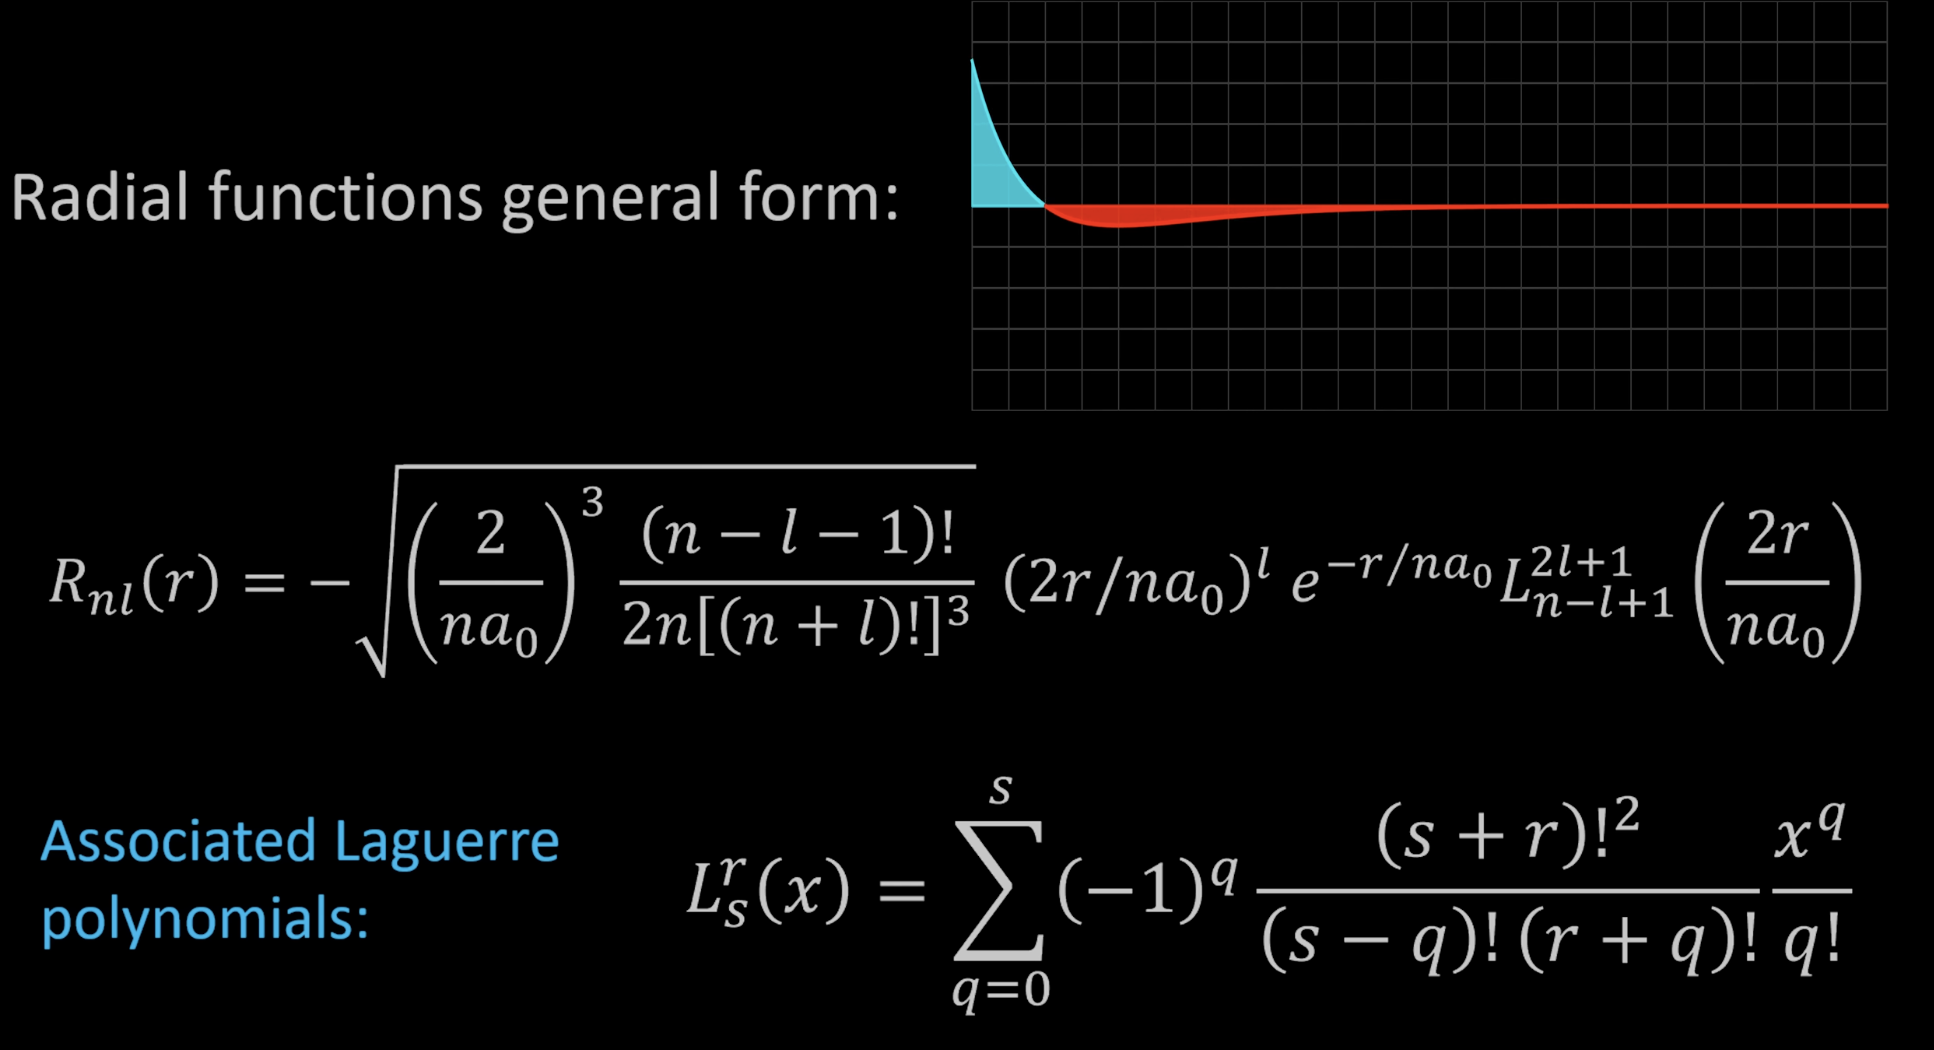 Radial functions general form:
R_{nl}(r) = -\sqrt{\left(\frac{2}{na_0}\right)^3 \frac{(n-l-1)!}{2n[(n+l)!]^3}} (2r/na_0)^l e^{-r/na_0} L_{n-l+1}^{2l+1} \left(\frac{2r}{na_0}\right)
Associated Laguerre
polynomials:
L_s^r(x) = \sum_{q=0}^{s} (-1)^q \frac{(s+r)!^2}{(s-q)!(r+q)!} \frac{x^q}{q!}